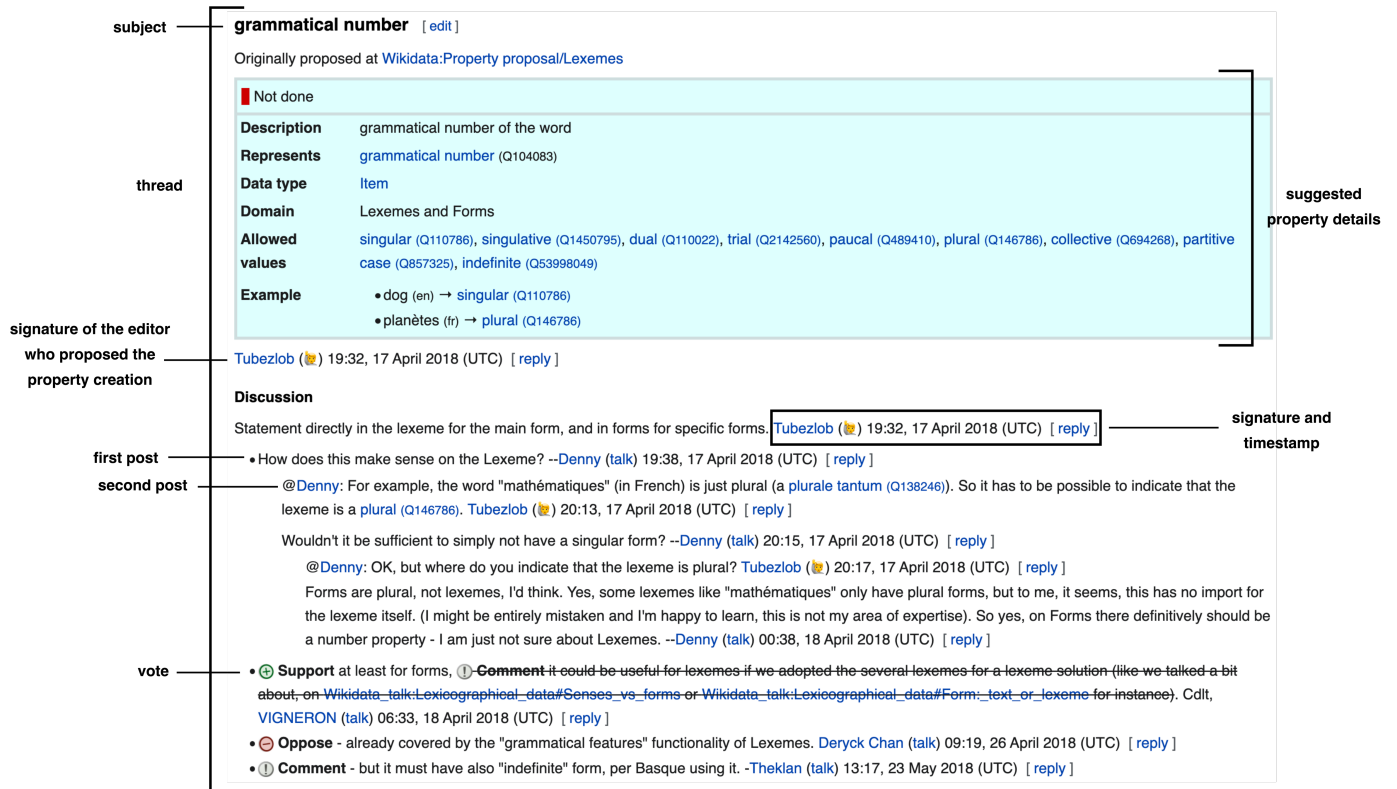 subject
grammatical number [ edit ]
Originally proposed at Wikidata:Property proposal/Lexemes
Not done
Description grammatical number of the word
Represents grammatical number (Q104083)
thread
Data type Item
suggested
property details
Domain Lexemes and Forms
Allowed values singular (Q110786), singulative (Q1450795), dual (Q110022), trial (Q2142560), paucal (Q489410), plural (Q146786), collective (Q694268), partitive
case (Q857325), indefinite (Q53998049)
Example • dog (en) → singular (Q110786)
• planètes (fr) → plural (Q146786)
signature of the editor
who proposed the
property creation
Tubezlob (🙋) 19:32, 17 April 2018 (UTC) [ reply ]
Discussion
Statement directly in the lexeme for the main form, and in forms for specific forms. Tubezlob (🙋) 19:32, 17 April 2018 (UTC) [ reply ]
signature and
timestamp
first post
• How does this make sense on the Lexeme? --Denny (talk) 19:38, 17 April 2018 (UTC) [ reply ]
second post
@Denny: For example, the word "mathématiques" (in French) is just plural (a plurale tantum (Q138246)). So it has to be possible to indicate that the
lexeme is a plural (Q146786). Tubezlob (🙋) 20:13, 17 April 2018 (UTC) [ reply ]
Wouldn't it be sufficient to simply not have a singular form? --Denny (talk) 20:15, 17 April 2018 (UTC) [ reply ]
@Denny: OK, but where do you indicate that the lexeme is plural? Tubezlob (🙋) 20:17, 17 April 2018 (UTC) [ reply ]
Forms are plural, not lexemes, I'd think. Yes, some lexemes like "mathématiques" only have plural forms, but to me, it seems, this has no import for
the lexeme itself. (I might be entirely mistaken and I'm happy to learn, this is not my area of expertise). So yes, on Forms there definitively should be
a number property - I am just not sure about Lexemes. --Denny (talk) 00:38, 18 April 2018 (UTC) [ reply ]
vote
• Support at least for forms, Comment it could be useful for lexemes if we adopted the several lexemes for a lexeme solution (like we talked a bit
about, on Wikidata_talk:Lexicographical_data#Senses_vs_forms or Wikidata_talk:Lexicographical_data#Form:_text_or_lexeme for instance). Cdlt,
VIGNERON (talk) 06:33, 18 April 2018 (UTC) [ reply ]
• Oppose - already covered by the "grammatical features" functionality of Lexemes. Deryck Chan (talk) 09:19, 26 April 2018 (UTC) [ reply ]
• Comment - but it must have also "indefinite" form, per Basque using it. -Theklan (talk) 13:17, 23 May 2018 (UTC) [ reply ]